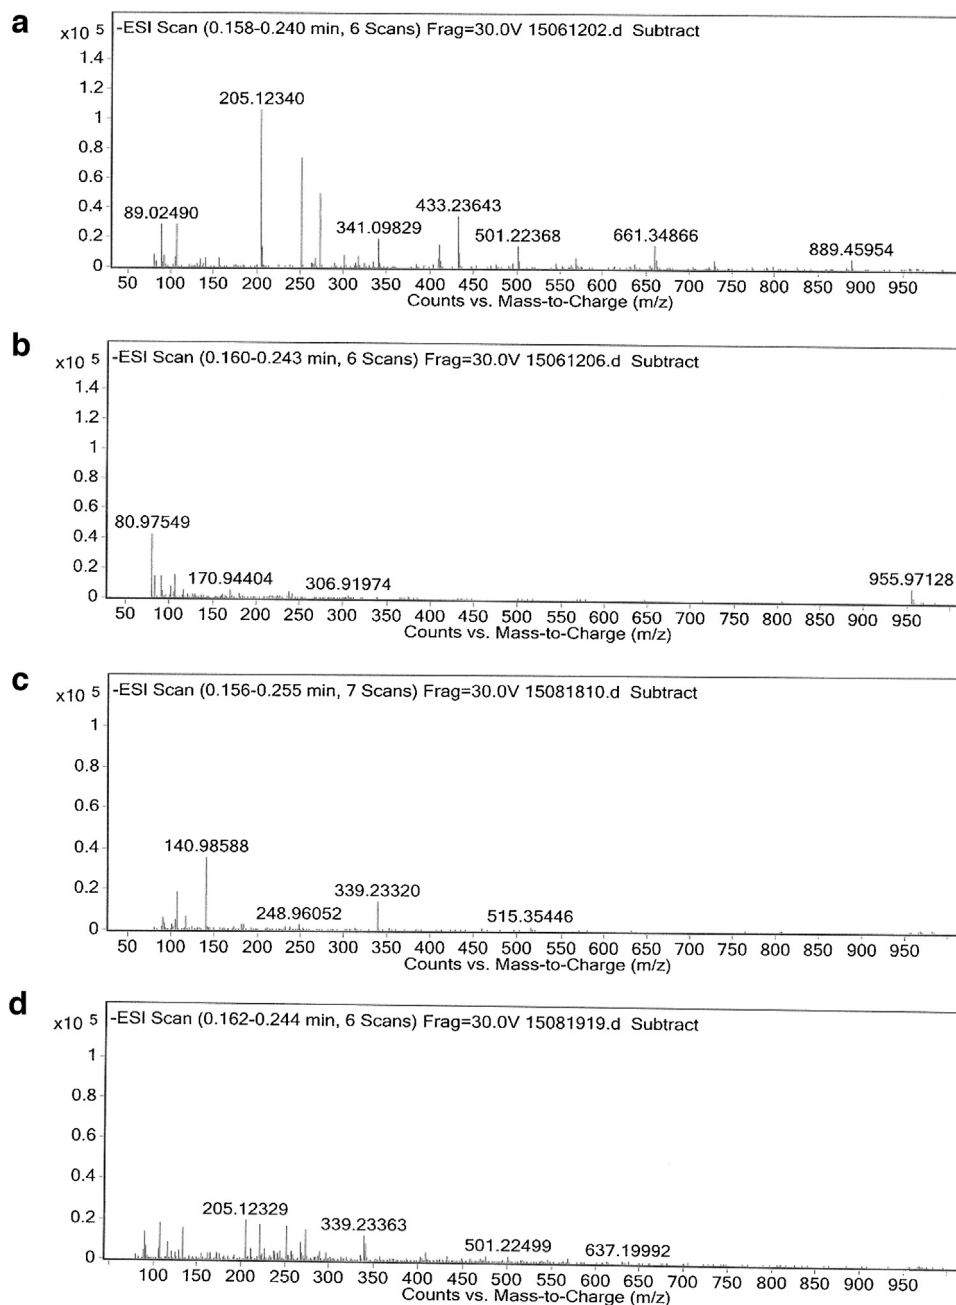 a
x10 5
-ESI Scan (0.158-0.240 min, 6 Scans) Frag=30.0V 15061202.d Subtract
1.4
1.2
1
0.8
0.6
0.4
0.2
0
205.12340
89.02490
341.09829
433.23643
501.22368
661.34866
889.45954
50 100 150 200 250 300 350 400 450 500 550 600 650 700 750 800 850 900 950
Counts vs. Mass-to-Charge (m/z)
b
x10 5
-ESI Scan (0.160-0.243 min, 6 Scans) Frag=30.0V 15061206.d Subtract
1.4
1.2
1
0.8
0.6
0.4
0.2
0
80.97549
170.94404
306.91974
955.97128
50 100 150 200 250 300 350 400 450 500 550 600 650 700 750 800 850 900 950
Counts vs. Mass-to-Charge (m/z)
c
x10 5
-ESI Scan (0.156-0.255 min, 7 Scans) Frag=30.0V 15081810.d Subtract
1
0.8
0.6
0.4
0.2
0
140.98588
248.96052
339.23320
515.35446
50 100 150 200 250 300 350 400 450 500 550 600 650 700 750 800 850 900 950
Counts vs. Mass-to-Charge (m/z)
d
x10 5
-ESI Scan (0.162-0.244 min, 6 Scans) Frag=30.0V 15081919.d Subtract
1
0.8
0.6
0.4
0.2
0
205.12329
339.23363
501.22499
637.19992
100 150 200 250 300 350 400 450 500 550 600 650 700 750 800 850 900 950
Counts vs. Mass-to-Charge (m/z)